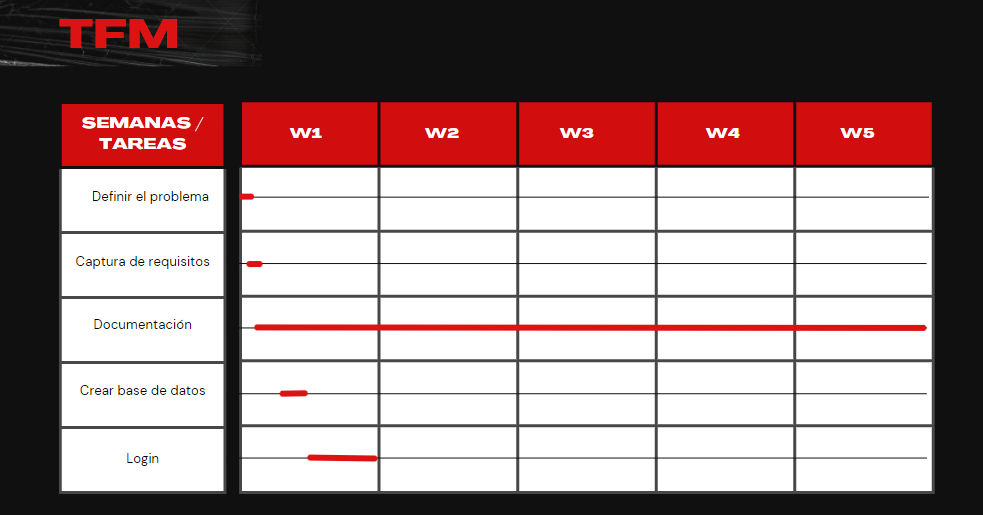 TFM
SEMANAS /
TAREAS
W1
W2
W3
W4
W5
Definir el problema
Captura de requisitos
Documentación
Crear base de datos
Login